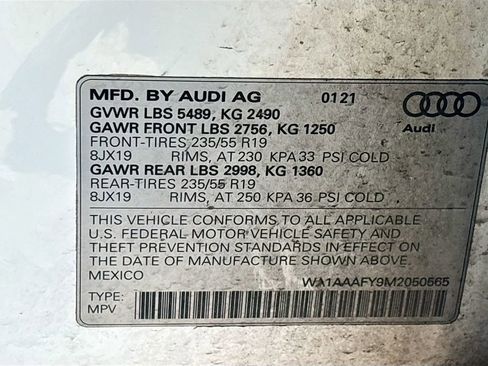 MFD. BY AUDI AG 0121
GVWR LBS 5489, KG 2490
GAWR FRONT LBS 2756, KG 1250
FRONT-TIRES 235/55 R19
8JX19 RIMS, AT 230 KPA 33 PSI COLD
GAWR REAR LBS 2998, KG 1360
REAR-TIRES 235/55 R19
8JX19 RIMS, AT 250 KPA 36 PSI COLD
Audi
THIS VEHICLE CONFORMS TO ALL APPLICABLE
U.S. FEDERAL MOTOR VEHICLE SAFETY AND
THEFT PREVENTION STANDARDS IN EFFECT ON
THE DATE OF MANUFACTURE SHOWN ABOVE.
MEXICO WA1AAAFY9M2050565
TYPE:
MPV